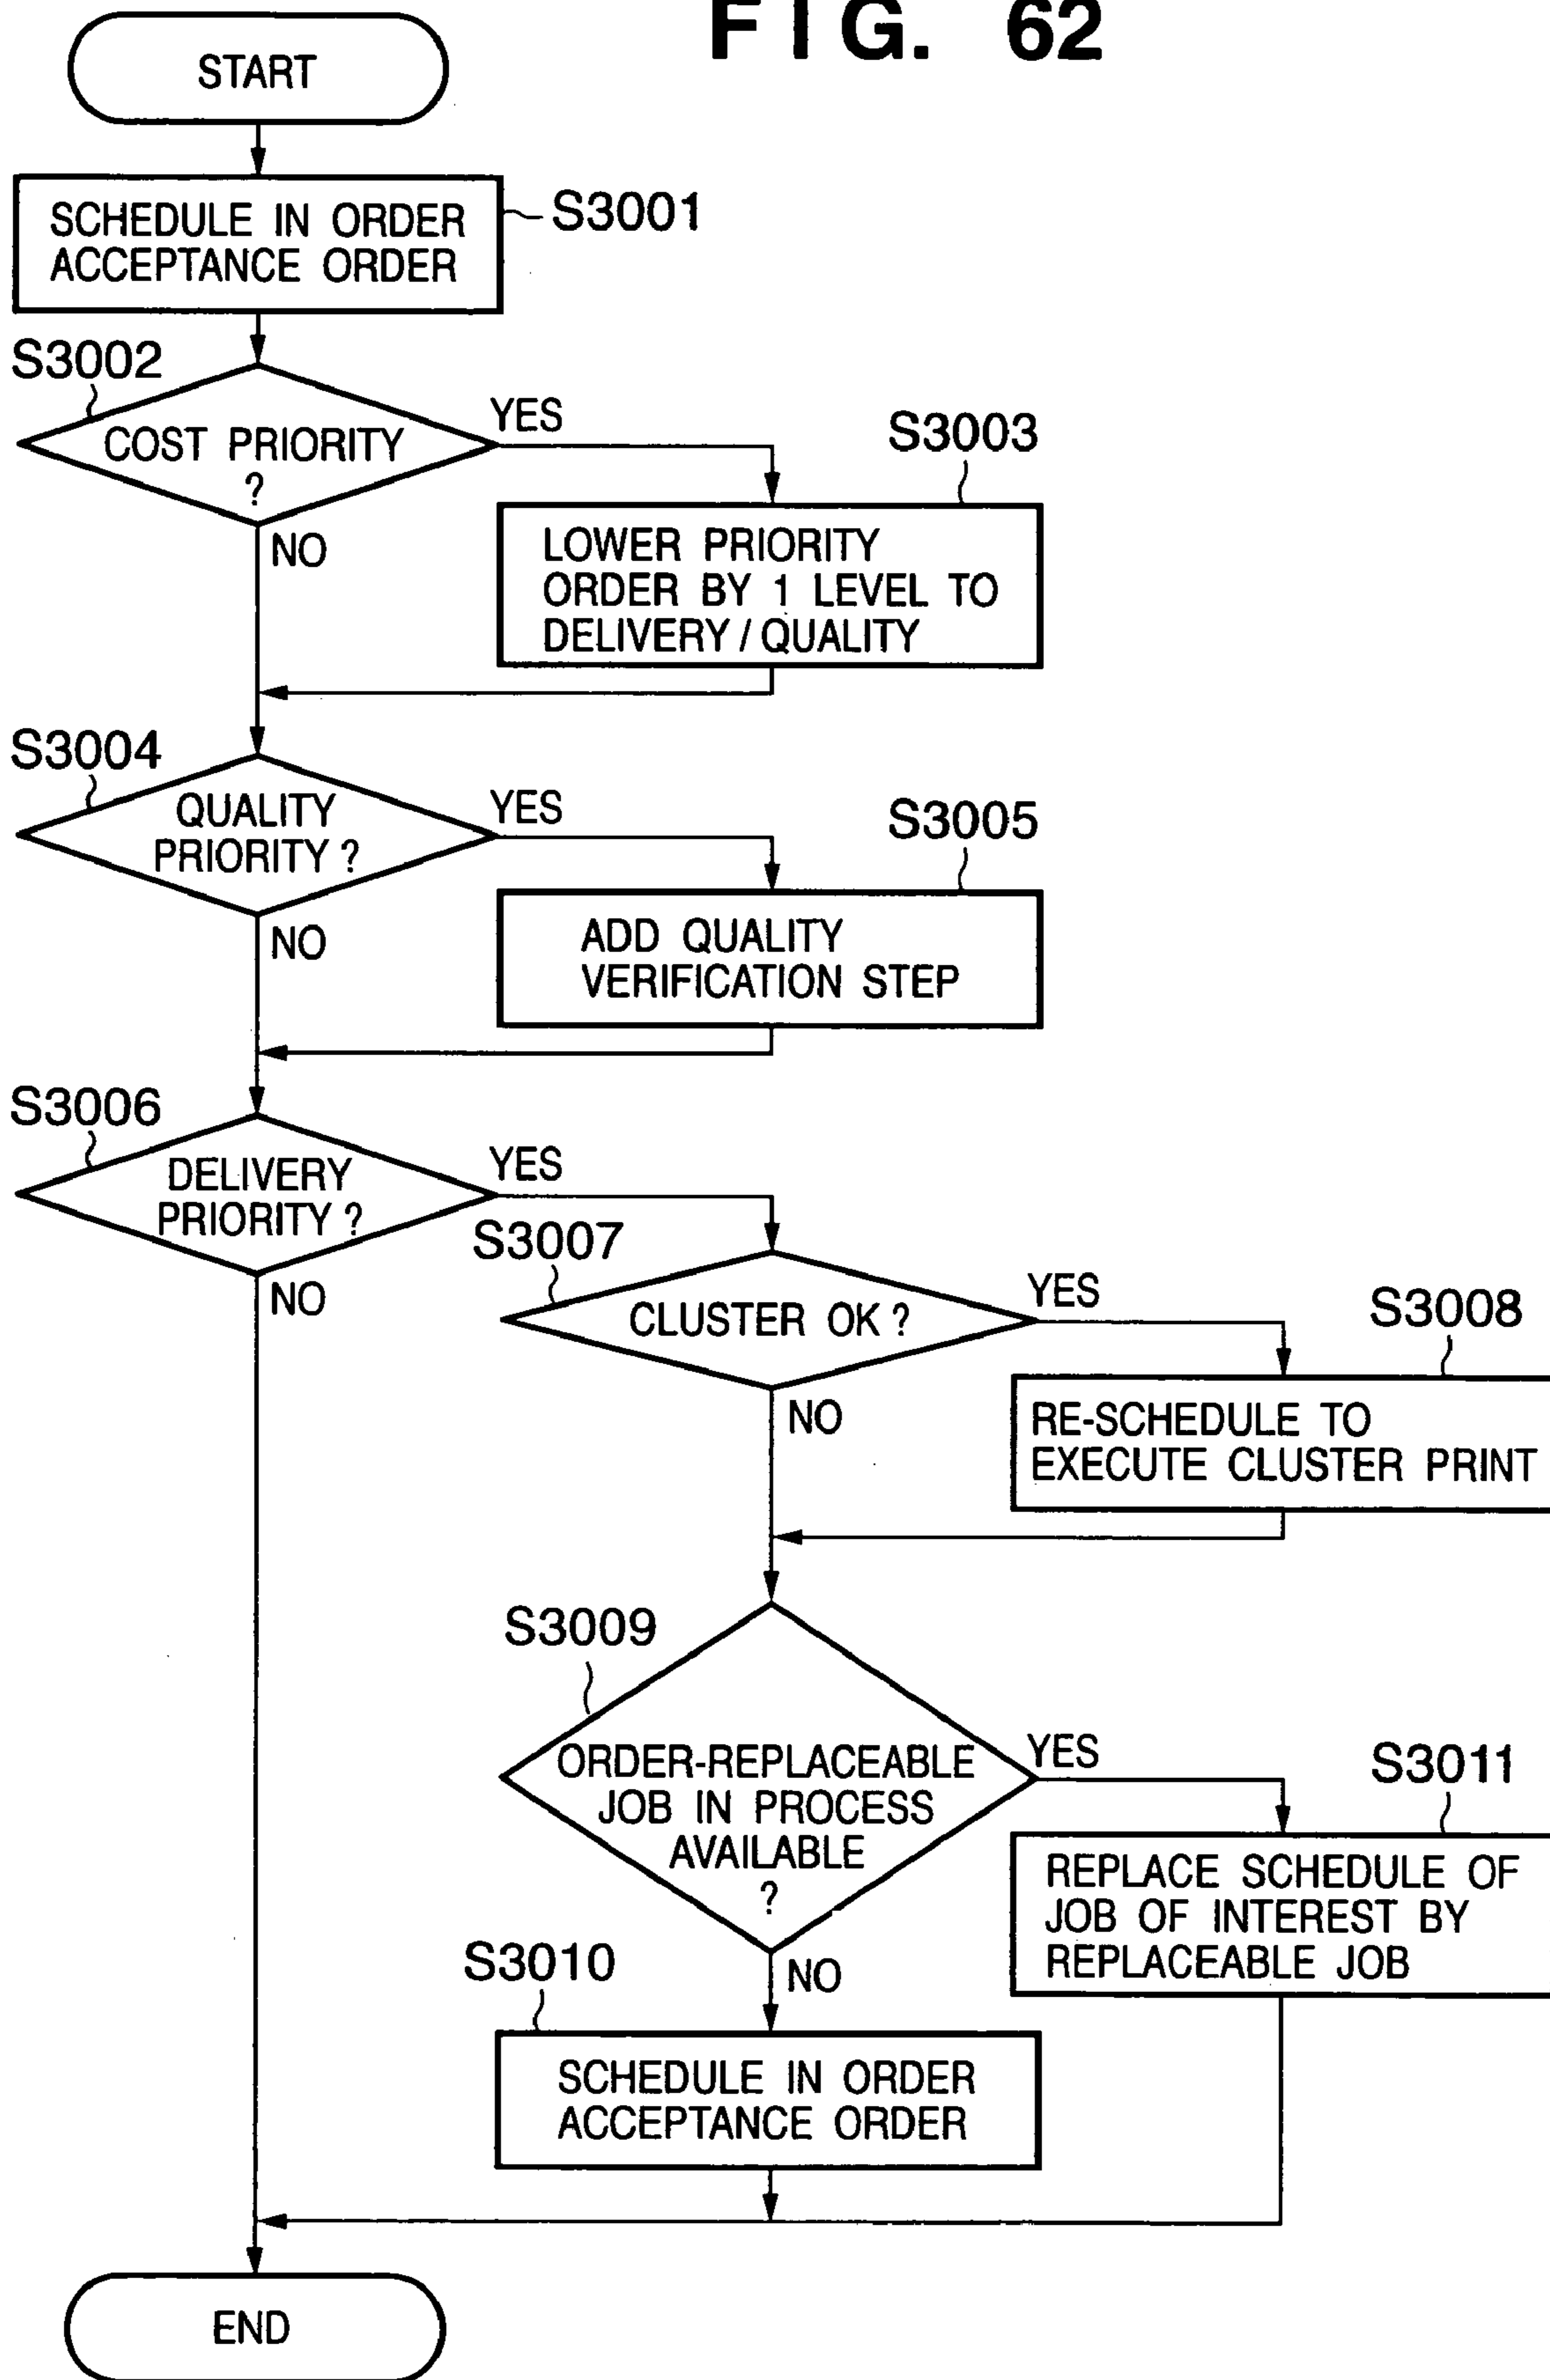 FIG. 62
START
S3001
SCHEDULE IN ORDER
ACCEPTANCE ORDER
S3002
COST PRIORITY
?
YES
NO
S3003
LOWER PRIORITY
ORDER BY 1 LEVEL TO
DELIVERY / QUALITY
S3004
QUALITY
PRIORITY ?
YES
NO
S3005
ADD QUALITY
VERIFICATION STEP
S3006
DELIVERY
PRIORITY ?
YES
NO
S3007
CLUSTER OK ?
YES
NO
S3008
RE-SCHEDULE TO
EXECUTE CLUSTER PRINT
S3009
ORDER-REPLACEABLE
JOB IN PROCESS
AVAILABLE
?
YES
NO
S3011
REPLACE SCHEDULE OF
JOB OF INTEREST BY
REPLACEABLE JOB
S3010
SCHEDULE IN ORDER
ACCEPTANCE ORDER
END